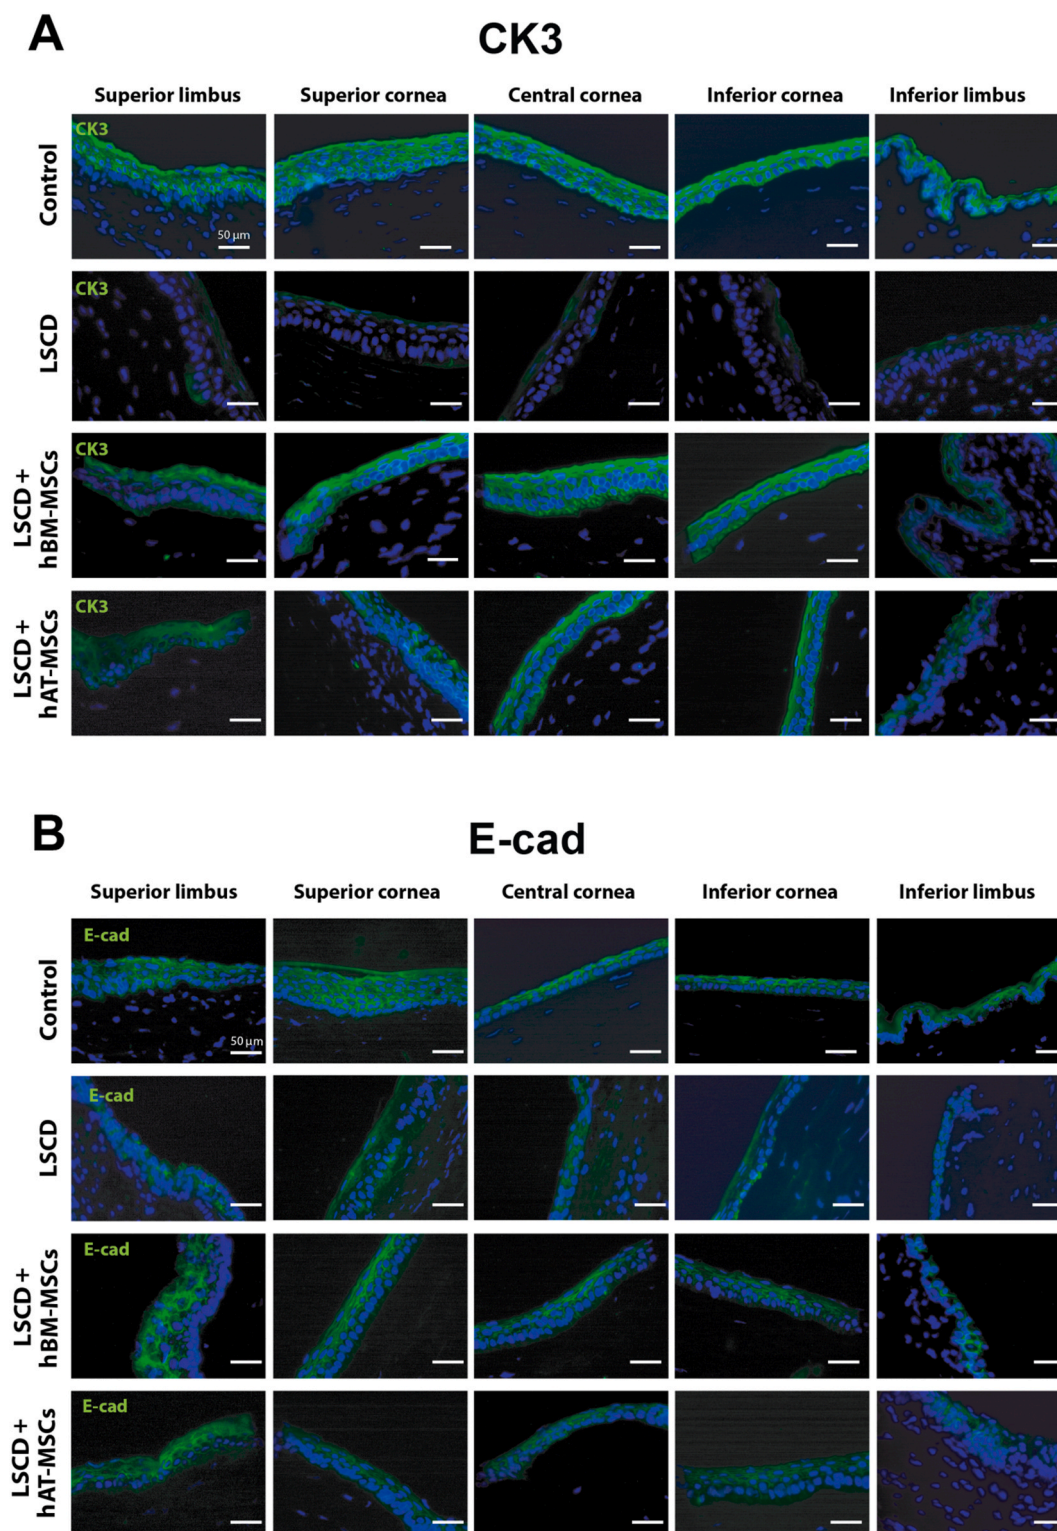 A
CK3
Superior limbus Superior cornea Central cornea Inferior cornea Inferior limbus
Control
CK3
50 µm
LSCD
CK3
LSCD +
hBM-MSCs
CK3
LSCD +
hAT-MSCs
CK3
B
E-cad
Superior limbus Superior cornea Central cornea Inferior cornea Inferior limbus
Control
E-cad
50 µm
LSCD
E-cad
LSCD +
hBM-MSCs
E-cad
LSCD +
hAT-MSCs
E-cad